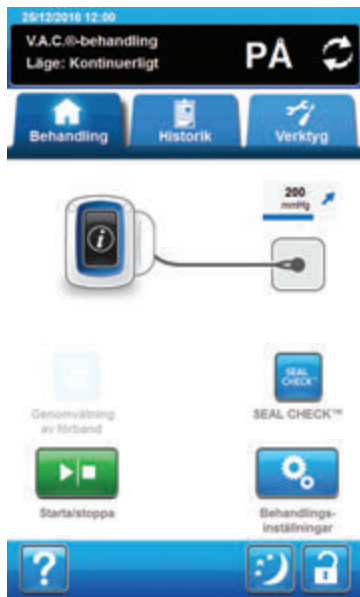 25/12/2016 12:00
V.A.C.®-behandling
Läge: Kontinuerligt
PÅ
Behandling
Historik
Verktyg
200
mmHg
i
SEAL
CHECK™
Genomvätning
av förband
SEAL CHECK™
Starta/stoppa
Behandlings-
inställningar
?